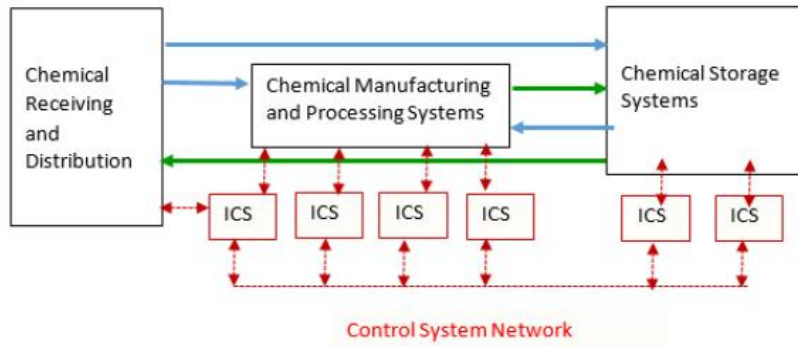 Chemical
Receiving
and
Distribution
Chemical Manufacturing
and Processing Systems
Chemical Storage
Systems
ICS
ICS
ICS
ICS
ICS
ICS
Control System Network